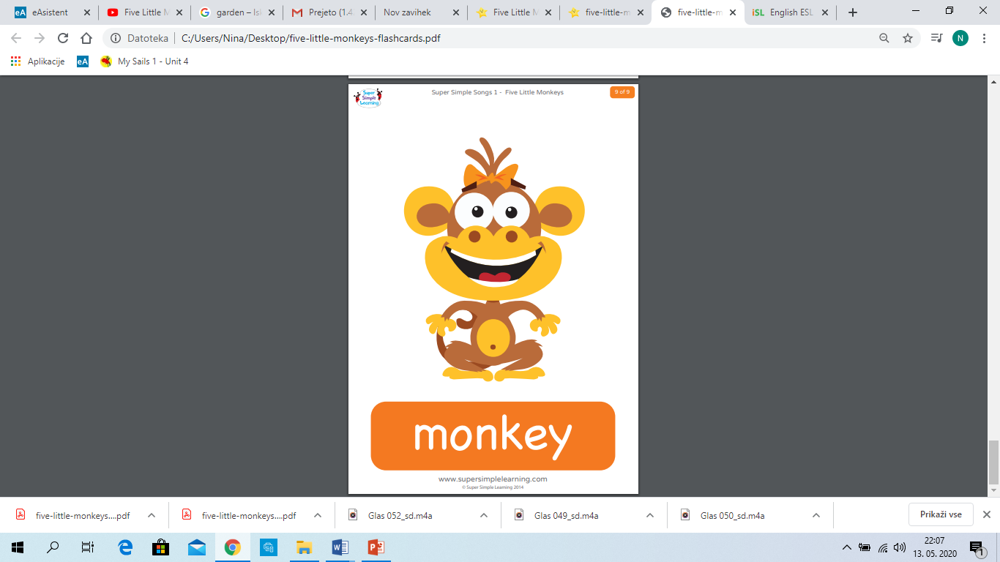 eA eAsistent
Five Little M
garden – Isk
Prejeto (1.4
Nov zavihek
Five Little M
five-little-m
five-little-m
iSL English ESL
Datoteka | C:/Users/Nina/Desktop/five-little-monkeys-flashcards.pdf
N
Aplikacije
eA
My Sails 1 - Unit 4
Super Simple Learning
Super Simple Songs 1 - Five Little Monkeys
9 of 9
monkey
www.supersimplelearning.com
© Super Simple Learning 2014
five-little-monkeys....pdf
five-little-monkeys....pdf
Glas 052_sd.m4a
Glas 049_sd.m4a
Glas 050_sd.m4a
Prikaži vse
22:07
13. 05. 2020
1